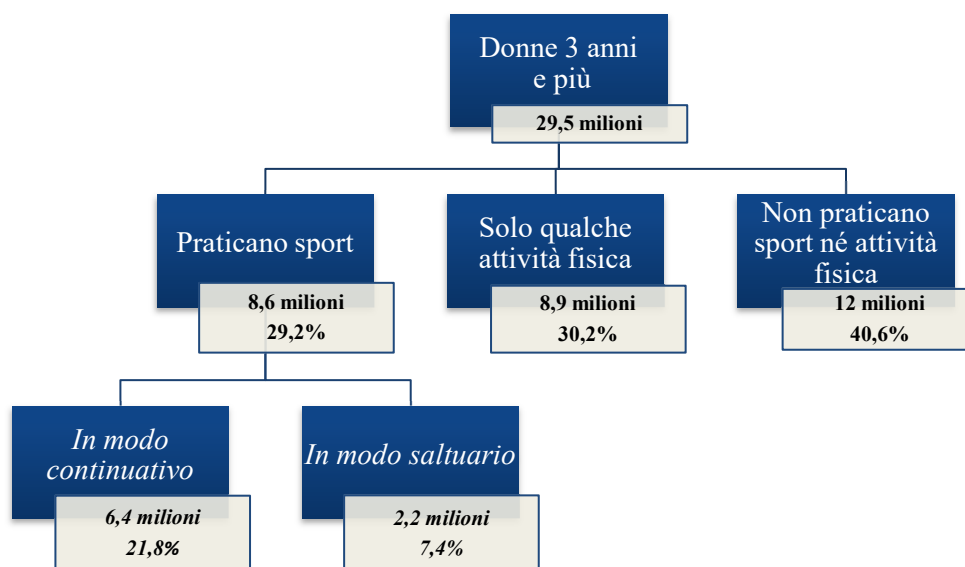 Donne 3 anni
e più
29,5 milioni
Praticano sport
8,6 milioni
29,2%
Solo qualche
attività fisica
8,9 milioni
30,2%
Non praticano
sport né attività
fisica
12 milioni
40,6%
In modo
continuativo
6,4 milioni
21,8%
In modo saltuario
2,2 milioni
7,4%